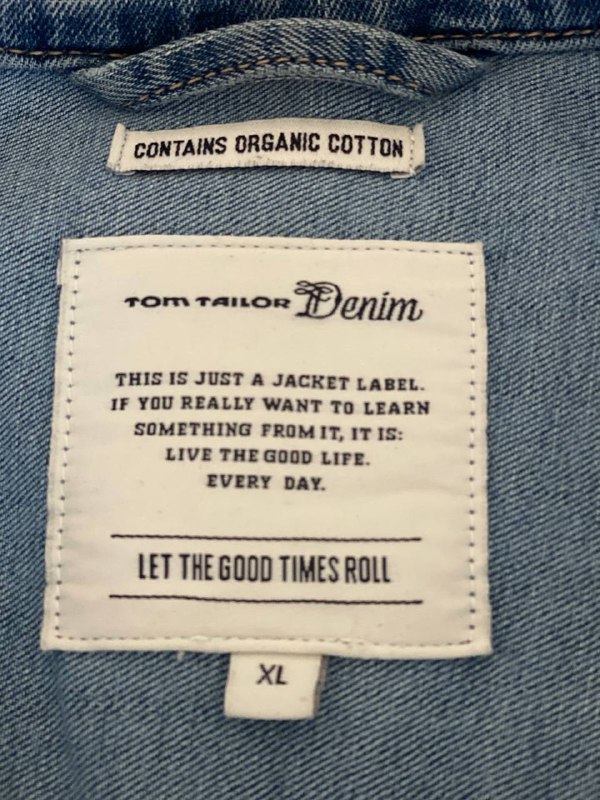 CONTAINS ORGANIC COTTON
TOM TAILOR Denim
THIS IS JUST A JACKET LABEL.
IF YOU REALLY WANT TO LEARN
SOMETHING FROM IT, IT IS:
LIVE THE GOOD LIFE.
EVERY DAY.
LET THE GOOD TIMES ROLL
XL